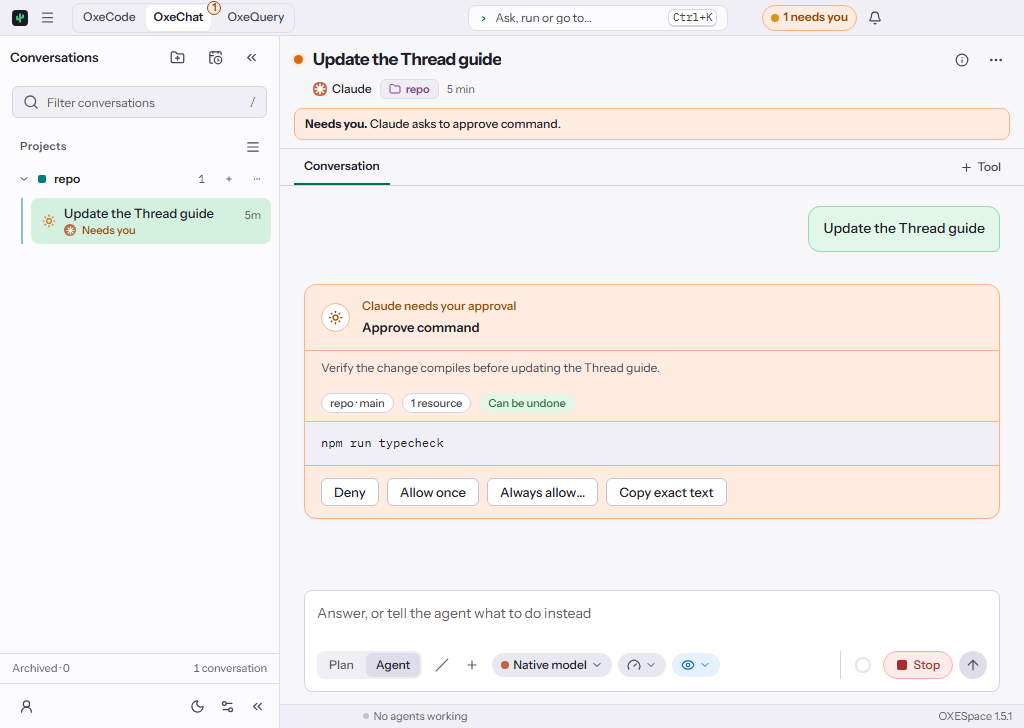 OxeCode OxeChat 1 OxeQuery
› Ask, run or go to... Ctrl+K
1 needs you
Conversations
Filter conversations /
Projects
repo 1 + ...
Update the Thread guide 5m
Needs you
Archived · 0 1 conversation
Update the Thread guide
Claude repo 5 min
Needs you. Claude asks to approve command.
Conversation + Tool
Update the Thread guide
Claude needs your approval
Approve command
Verify the change compiles before updating the Thread guide.
repo · main 1 resource Can be undone
npm run typecheck
Deny Allow once Always allow... Copy exact text
Answer, or tell the agent what to do instead
Plan Agent Native model Stop
No agents working OXESpace 1.5.1